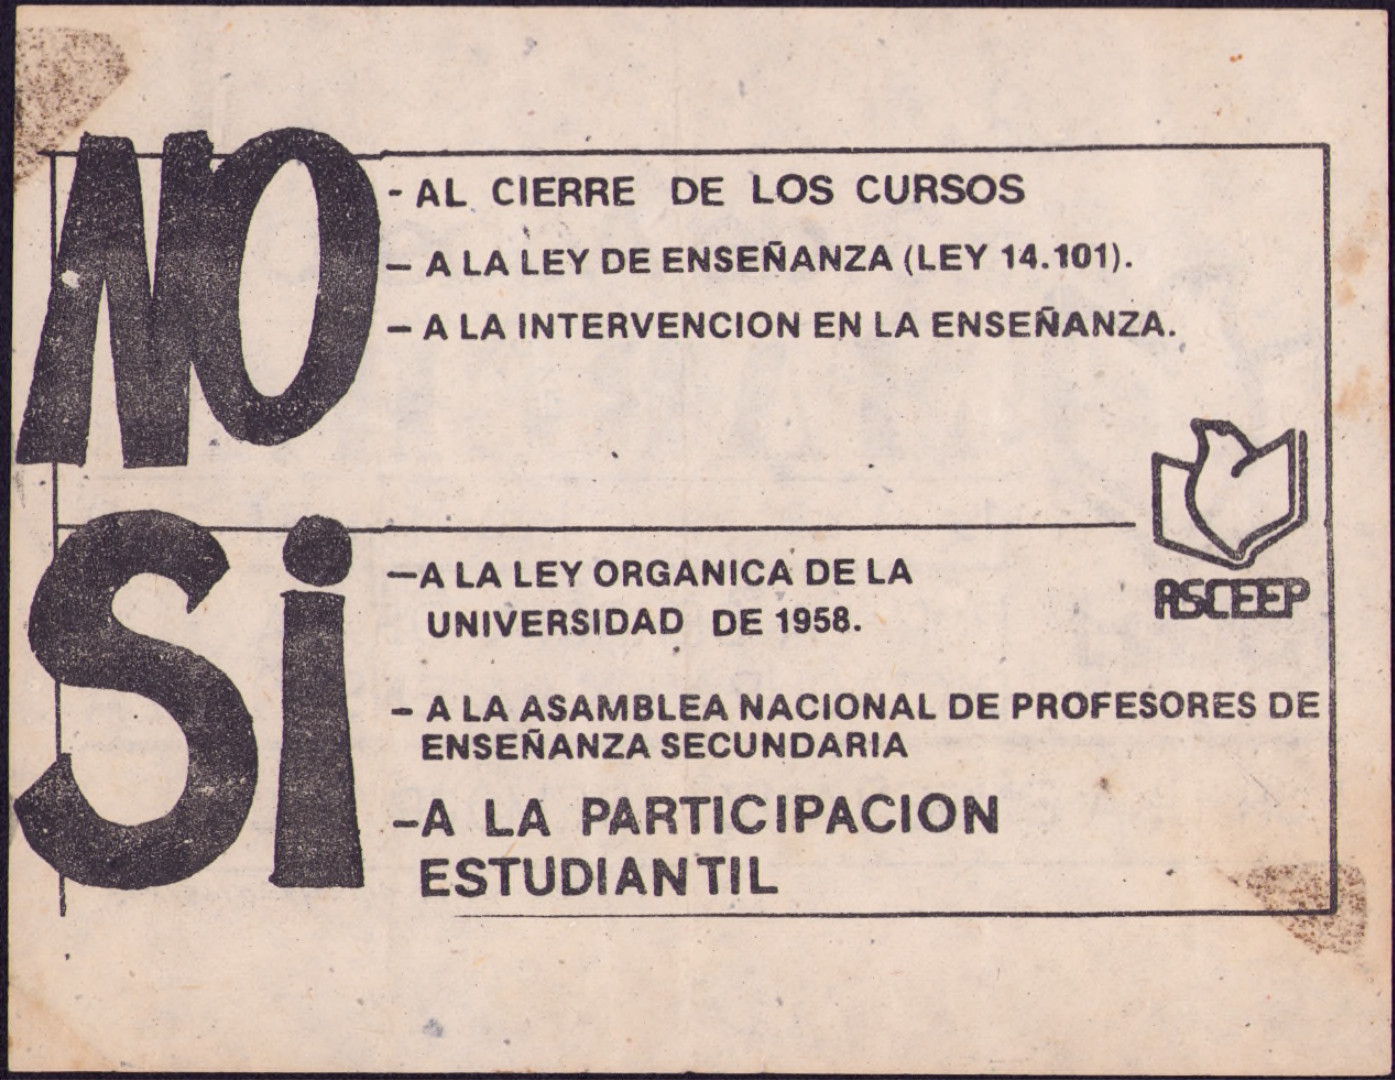 NO
- AL CIERRE DE LOS CURSOS
- A LA LEY DE ENSEÑANZA (LEY 14.101).
- A LA INTERVENCION EN LA ENSEÑANZA.
ASCEEP
Si
-A LA LEY ORGANICA DE LA
UNIVERSIDAD DE 1958.
- A LA ASAMBLEA NACIONAL DE PROFESORES DE
ENSEÑANZA SECUNDARIA
-A LA PARTICIPACION
ESTUDIANTIL